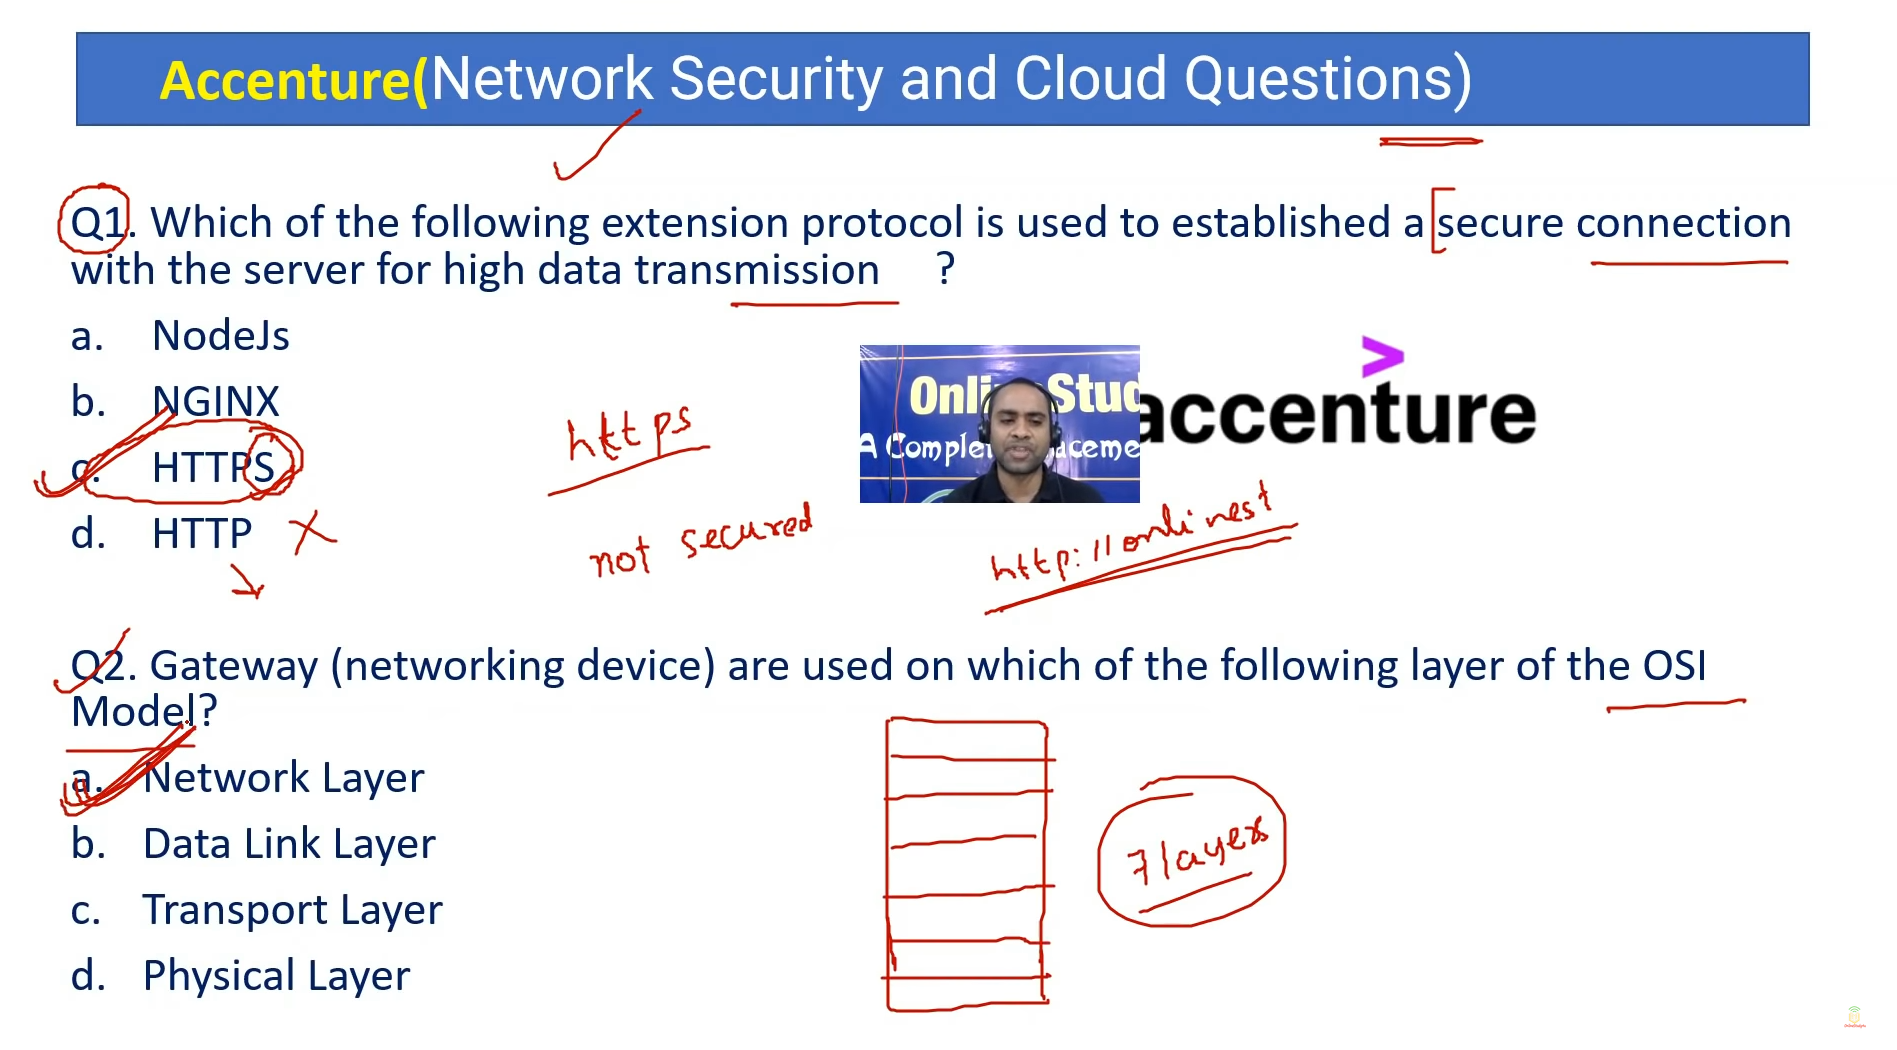 Accenture(Network Security and Cloud Questions)
Q1. Which of the following extension protocol is used to established a secure connection
with the server for high data transmission ?
a. NodeJs
b. NGINX
c. HTTPS
d. HTTP
https
not secured
Onli Stud
A Complet aceme
>
accenture
http://onlinest
Q2. Gateway (networking device) are used on which of the following layer of the OSI
Model?
a. Network Layer
b. Data Link Layer
c. Transport Layer
d. Physical Layer
7 layers